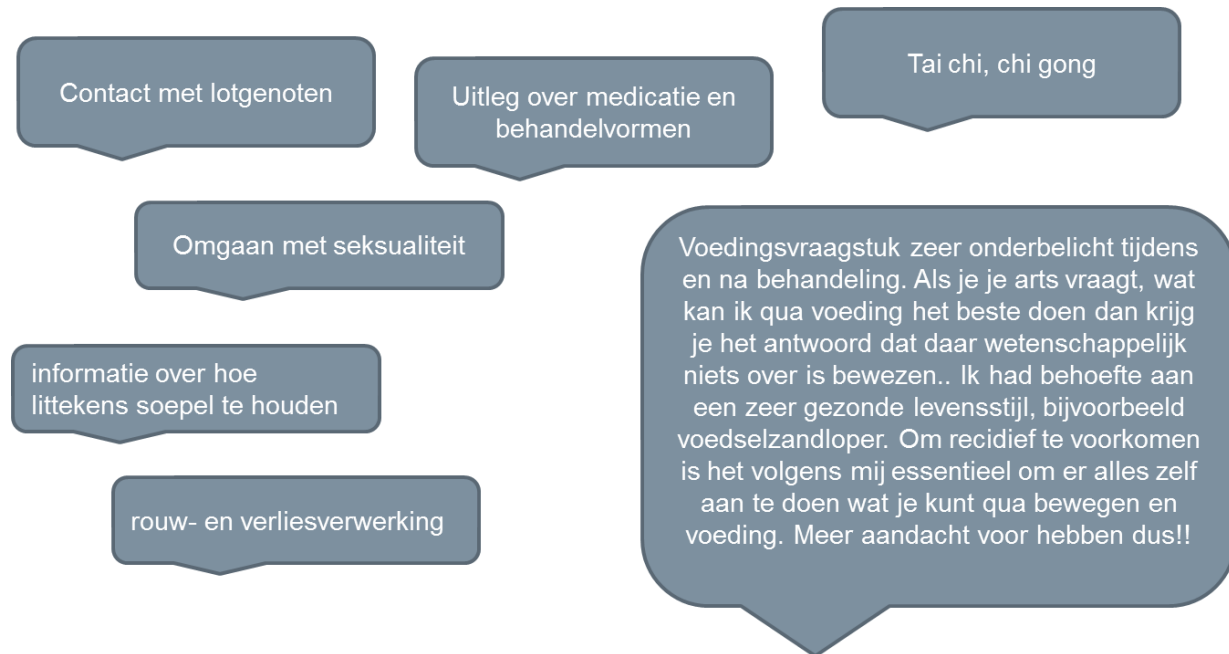 Contact met lotgenoten
Uitleg over medicatie en
behandelvormen
Tai chi, chi gong
Omgaan met seksualiteit
informatie over hoe
littekens soepel te houden
rouw- en verliesverwerking
Voedingsvraagstuk zeer onderbelicht tijdens
en na behandeling. Als je je arts vraagt, wat
kan ik qua voeding het beste doen dan krijg
je het antwoord dat daar wetenschappelijk
niets over is bewezen.. Ik had behoefte aan
een zeer gezonde levensstijl, bijvoorbeeld
voedselzandloper. Om recidief te voorkomen
is het volgens mij essentieel om er alles zelf
aan te doen wat je kunt qua bewegen en
voeding. Meer aandacht voor hebben dus!!